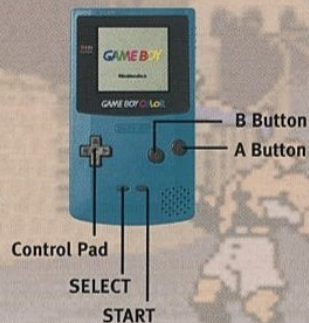 GAME BOY
Nintendo
GAME BOY COLOR
B Button
A Button
Control Pad
SELECT
START